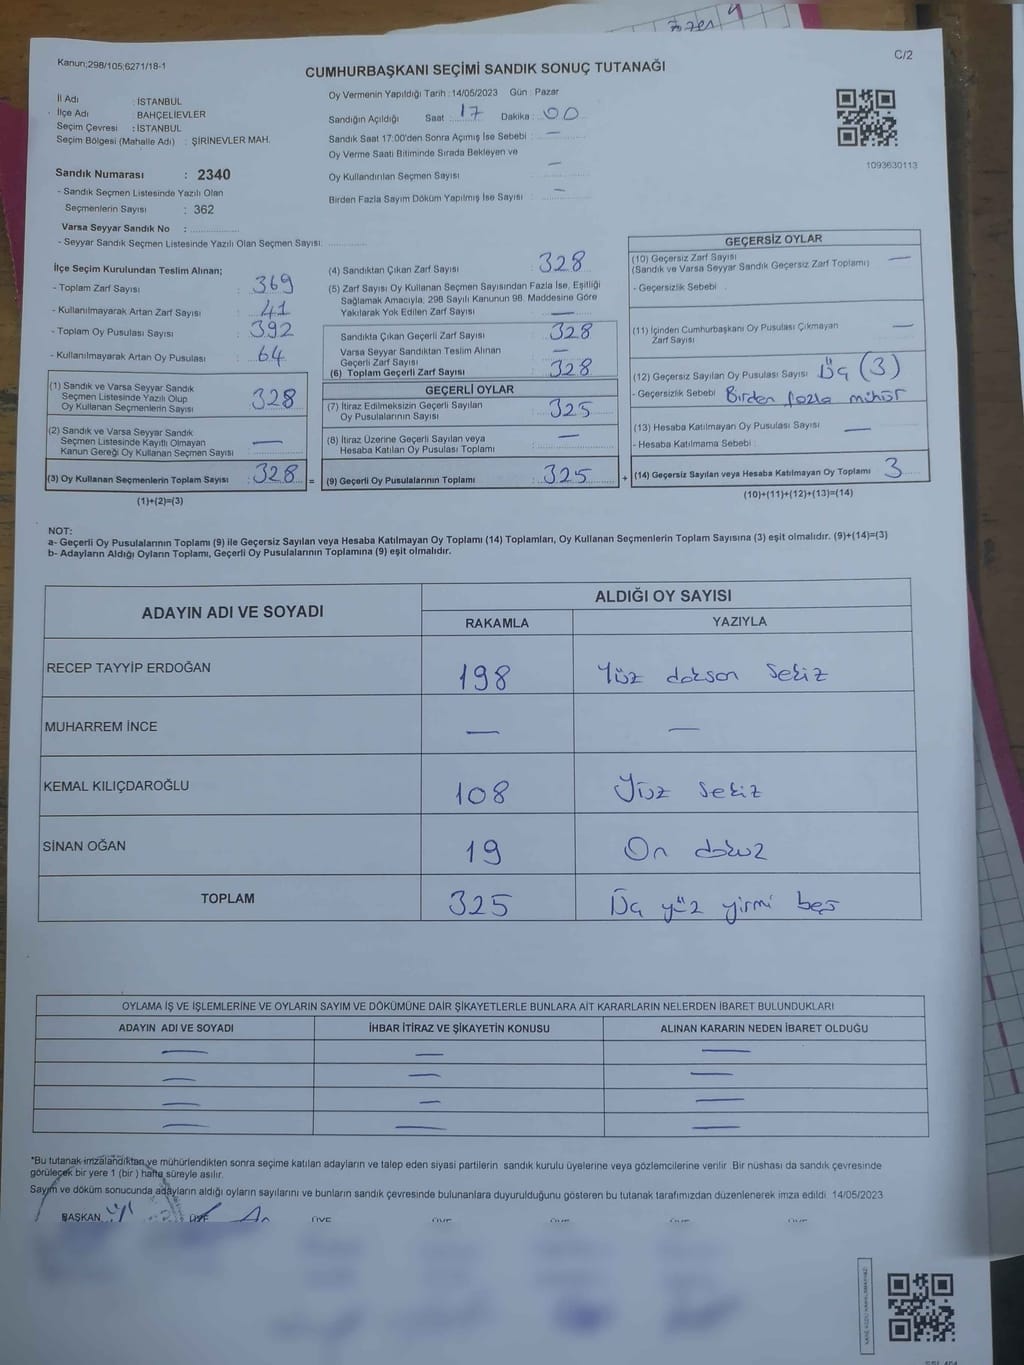 Özer
Kanun;298/105;6271/18-1
C/2
CUMHURBAŞKANI SEÇİMİ SANDIK SONUÇ TUTANAĞI
İl Adı : İSTANBUL
İlçe Adı : BAHÇELİEVLER
Seçim Çevresi : İSTANBUL
Seçim Bölgesi (Mahalle Adı) : ŞİRİNEVLER MAH.
Oy Vermenin Yapıldığı Tarih : 14/05/2023 Gün : Pazar
Sandığın Açıldığı Saat : 17 Dakika : 00
Sandık Saat 17:00'den Sonra Açımış İse Sebebi : —
Oy Verme Saati Bitiminde Sırada Bekleyen ve
Oy Kullandırılan Seçmen Sayısı : —
Birden Fazla Sayım Döküm Yapılmış İse Sayısı : —
1093630113
Sandık Numarası : 2340
- Sandık Seçmen Listesinde Yazılı Olan
Seçmenlerin Sayısı : 362
Varsa Seyyar Sandık No :
- Seyyar Sandık Seçmen Listesinde Yazılı Olan Seçmen Sayısı:
İlçe Seçim Kurulundan Teslim Alınan;
- Toplam Zarf Sayısı : 369
- Kullanılmayarak Artan Zarf Sayısı : 41
- Toplam Oy Pusulası Sayısı : 392
- Kullanılmayarak Artan Oy Pusulası : 64
(1) Sandık ve Varsa Seyyar Sandık
Seçmen Listesinde Yazılı Olup
Oy Kullanan Seçmenlerin Sayısı 328
(2) Sandık ve Varsa Seyyar Sandık
Seçmen Listesinde Kayıtlı Olmayan
Kanun Gereği Oy Kullanan Seçmen Sayısı —
(3) Oy Kullanan Seçmenlerin Toplam Sayısı : 328 =
(1)+(2)=(3)
(4) Sandıktan Çıkan Zarf Sayısı : 328
(5) Zarf Sayısı Oy Kullanan Seçmen Sayısından Fazla İse, Eşitliği
Sağlamak Amacıyla, 298 Sayılı Kanunun 98. Maddesine Göre
Yakılarak Yok Edilen Zarf Sayısı : —
Sandıkta Çıkan Geçerli Zarf Sayısı : 328
Varsa Seyyar Sandıktan Teslim Alınan
Geçerli Zarf Sayısı : —
(6) Toplam Geçerli Zarf Sayısı : 328
GEÇERLİ OYLAR
(7) İtiraz Edilmeksizin Geçerli Sayılan
Oy Pusulalarının Sayısı : 325
(8) İtiraz Üzerine Geçerli Sayılan veya
Hesaba Katılan Oy Pusulası Toplamı : —
(9) Geçerli Oy Pusulalarının Toplamı : 325 +
GEÇERSİZ OYLAR
(10) Geçersiz Zarf Sayısı —
(Sandık ve Varsa Seyyar Sandık Geçersiz Zarf Toplamı)
- Geçersizlik Sebebi :
(11) İçinden Cumhurbaşkanı Oy Pusulası Çıkmayan —
Zarf Sayısı
(12) Geçersiz Sayılan Oy Pusulası Sayısı : Üç (3)
- Geçersizlik Sebebi : Birden fazla mühür
(13) Hesaba Katılmayan Oy Pusulası Sayısı : —
- Hesaba Katılmama Sebebi :
(14) Geçersiz Sayılan veya Hesaba Katılmayan Oy Toplamı : 3
(10)+(11)+(12)+(13)=(14)
NOT:
a- Geçerli Oy Pusulalarının Toplamı (9) ile Geçersiz Sayılan veya Hesaba Katılmayan Oy Toplamı (14) Toplamları, Oy Kullanan Seçmenlerin Toplam Sayısına (3) eşit olmalıdır. (9)+(14)=(3)
b- Adayların Aldığı Oyların Toplamı, Geçerli Oy Pusulalarının Toplamına (9) eşit olmalıdır.
ADAYIN ADI VE SOYADI ALDIĞI OY SAYISI
RAKAMLA YAZIYLA
RECEP TAYYİP ERDOĞAN 198 Yüz doksan sekiz
MUHARREM İNCE — —
KEMAL KILIÇDAROĞLU 108 Yüz sekiz
SİNAN OĞAN 19 On dokuz
TOPLAM 325 Üç yüz yirmi beş
OYLAMA İŞ VE İŞLEMLERİNE VE OYLARIN SAYIM VE DÖKÜMÜNE DAİR ŞİKAYETLERLE BUNLARA AİT KARARLARIN NELERDEN İBARET BULUNDUKLARI
ADAYIN ADI VE SOYADI İHBAR İTİRAZ VE ŞİKAYETİN KONUSU ALINAN KARARIN NEDEN İBARET OLDUĞU
— — —
— — —
— — —
— — —
*Bu tutanak imzalandıktan ve mühürlendikten sonra seçime katılan adayların ve talep eden siyasi partilerin sandık kurulu üyelerine veya gözlemcilerine verilir Bir nüshası da sandık çevresinde
görülecek bir yere 1 (bir ) hafta süreyle asılır.
Sayım ve döküm sonucunda adayların aldığı oyların sayılarını ve bunların sandık çevresinde bulunanlara duyurulduğunu gösteren bu tutanak tarafımızdan düzenlenerek imza edildi 14/05/2023
BAŞKAN ÜYE ÜYE ÜYE ÜYE ÜYE ÜYE